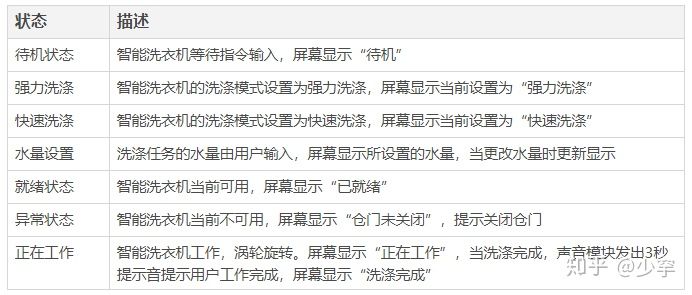 状态 描述
待机状态 智能洗衣机等待指令输入，屏幕显示“待机”
强力洗涤 智能洗衣机的洗涤模式设置为强力洗涤，屏幕显示当前设置为“强力洗涤”
快速洗涤 智能洗衣机的洗涤模式设置为快速洗涤，屏幕显示当前设置为“快速洗涤”
水量设置 洗涤任务的水量由用户输入，屏幕显示所设置的水量，当更改水量时更新显示
就绪状态 智能洗衣机当前可用，屏幕显示“已就绪”
异常状态 智能洗衣机当前不可用，屏幕显示“仓门未关闭”，提示关闭仓门
正在工作 智能洗衣机工作，涡轮旋转。屏幕显示“正在工作”，当洗涤完成，声音模块发出3秒
提示音提示用户工作完成，屏幕显示“洗涤完成”
知乎 @少罕